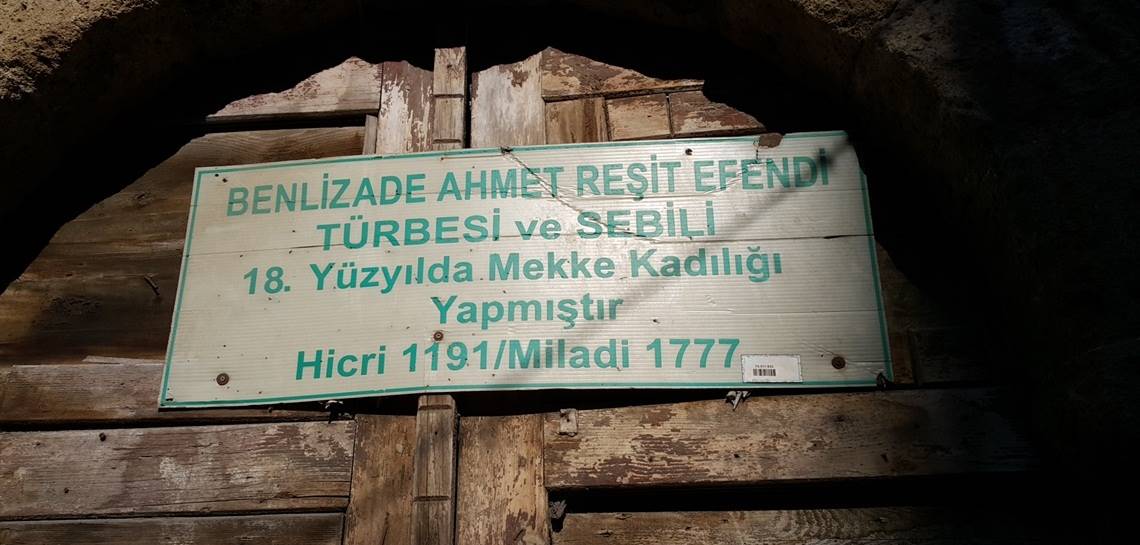 BENLİZADE AHMET REŞİT EFENDİ
TÜRBESİ ve SEBİLİ
18. Yüzyılda Mekke Kadılığı
Yapmıştır
Hicri 1191/Miladi 1777